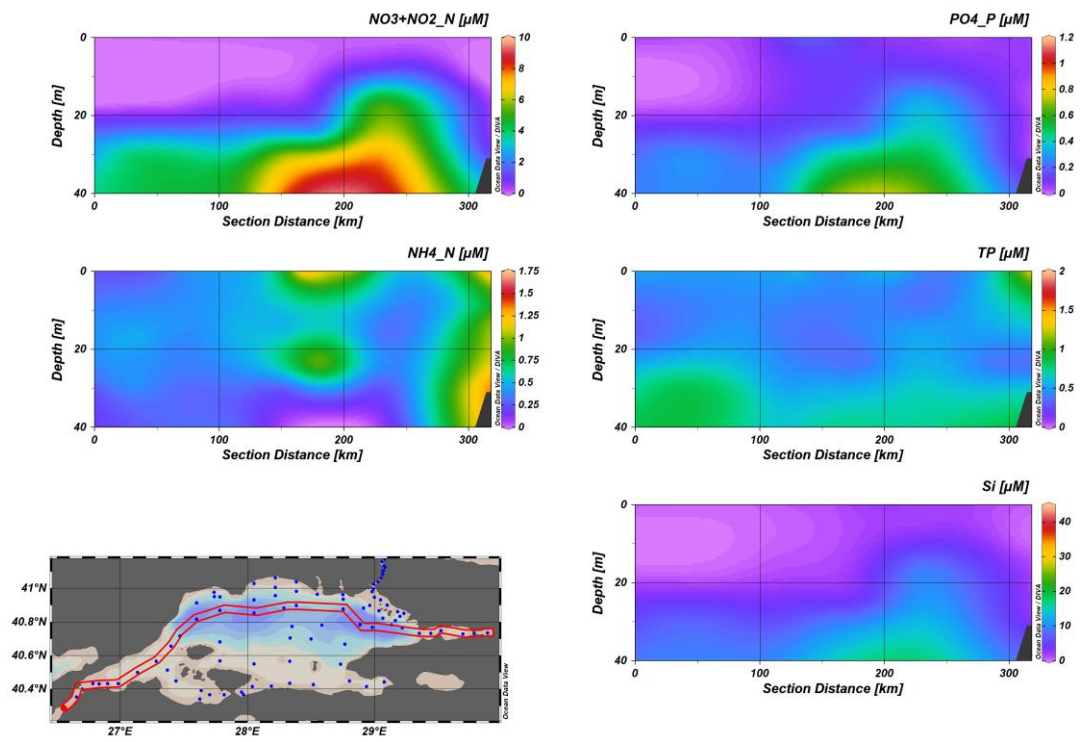 NO3+NO2_N [µM]
Depth [m]
0
20
40
0
100
200
300
Section Distance [km]
10
8
6
4
2
0
Ocean Data View / DIVA
PO4_P [µM]
Depth [m]
0
20
40
0
100
200
300
Section Distance [km]
1.2
1
0.8
0.6
0.4
0.2
0
Ocean Data View / DIVA
NH4_N [µM]
Depth [m]
0
20
40
0
100
200
300
Section Distance [km]
1.75
1.5
1.25
1
0.75
0.5
0.25
0
Ocean Data View / DIVA
TP [µM]
Depth [m]
0
20
40
0
100
200
300
Section Distance [km]
2
1.5
1
0.5
0
Ocean Data View / DIVA
41°N
40.8°N
40.6°N
40.4°N
27°E
28°E
29°E
Ocean Data View
Si [µM]
Depth [m]
0
20
40
0
100
200
300
Section Distance [km]
40
30
20
10
0
Ocean Data View / DIVA